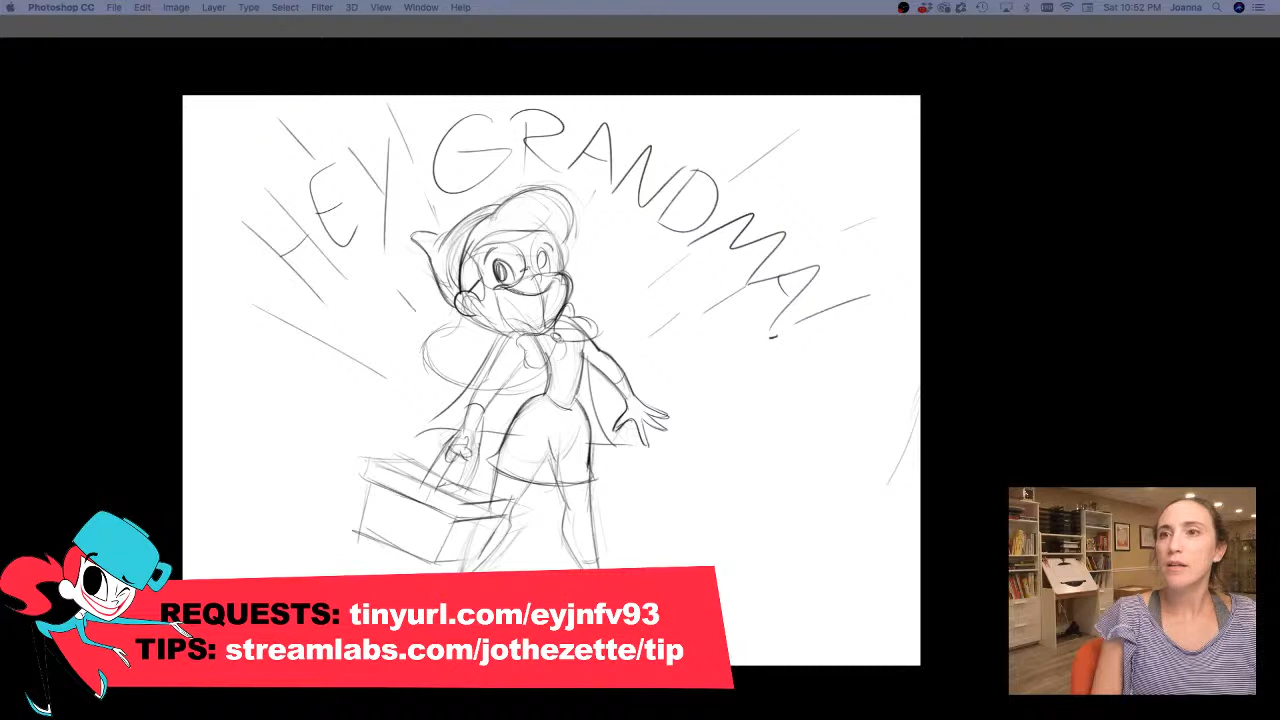 Photoshop CC File Edit Image Layer Type Select Filter 3D View Window Help Sat 10:52 PM Joanna
HEY GRANDMA!
REQUESTS: tinyurl.com/eyjnfv93
TIPS: streamlabs.com/jothezette/tip